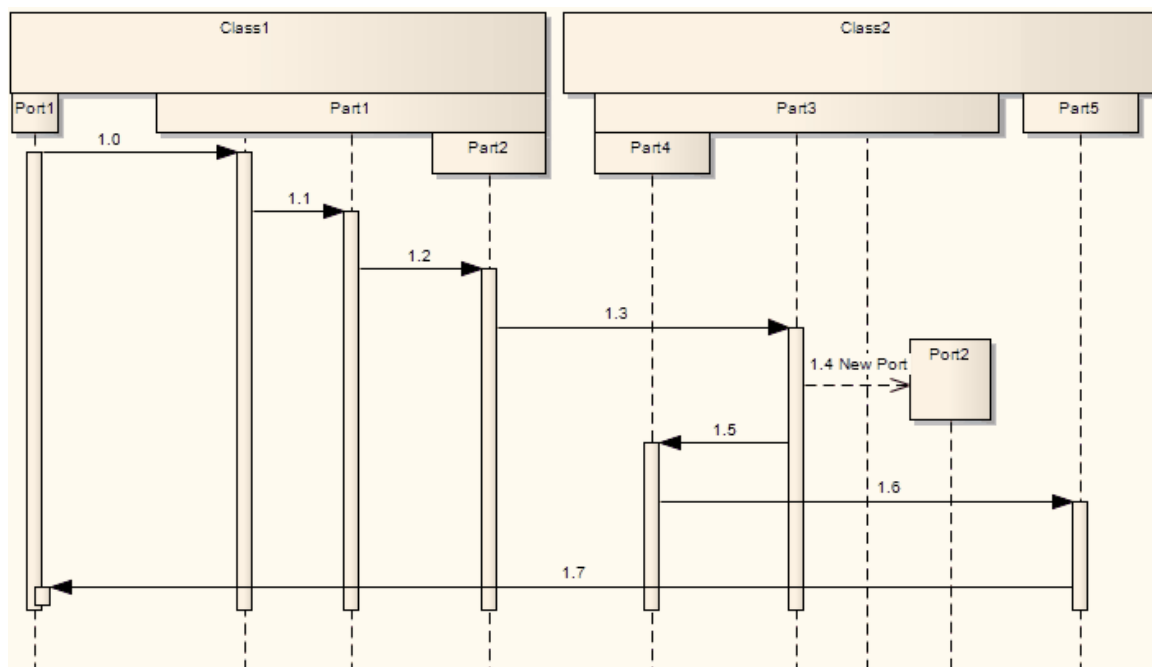 Class1
Class2
Port1
Part1
Part3
Part5
Part2
Part4
1.0
1.1
1.2
1.3
Port2
1.4 New Port
1.5
1.6
1.7